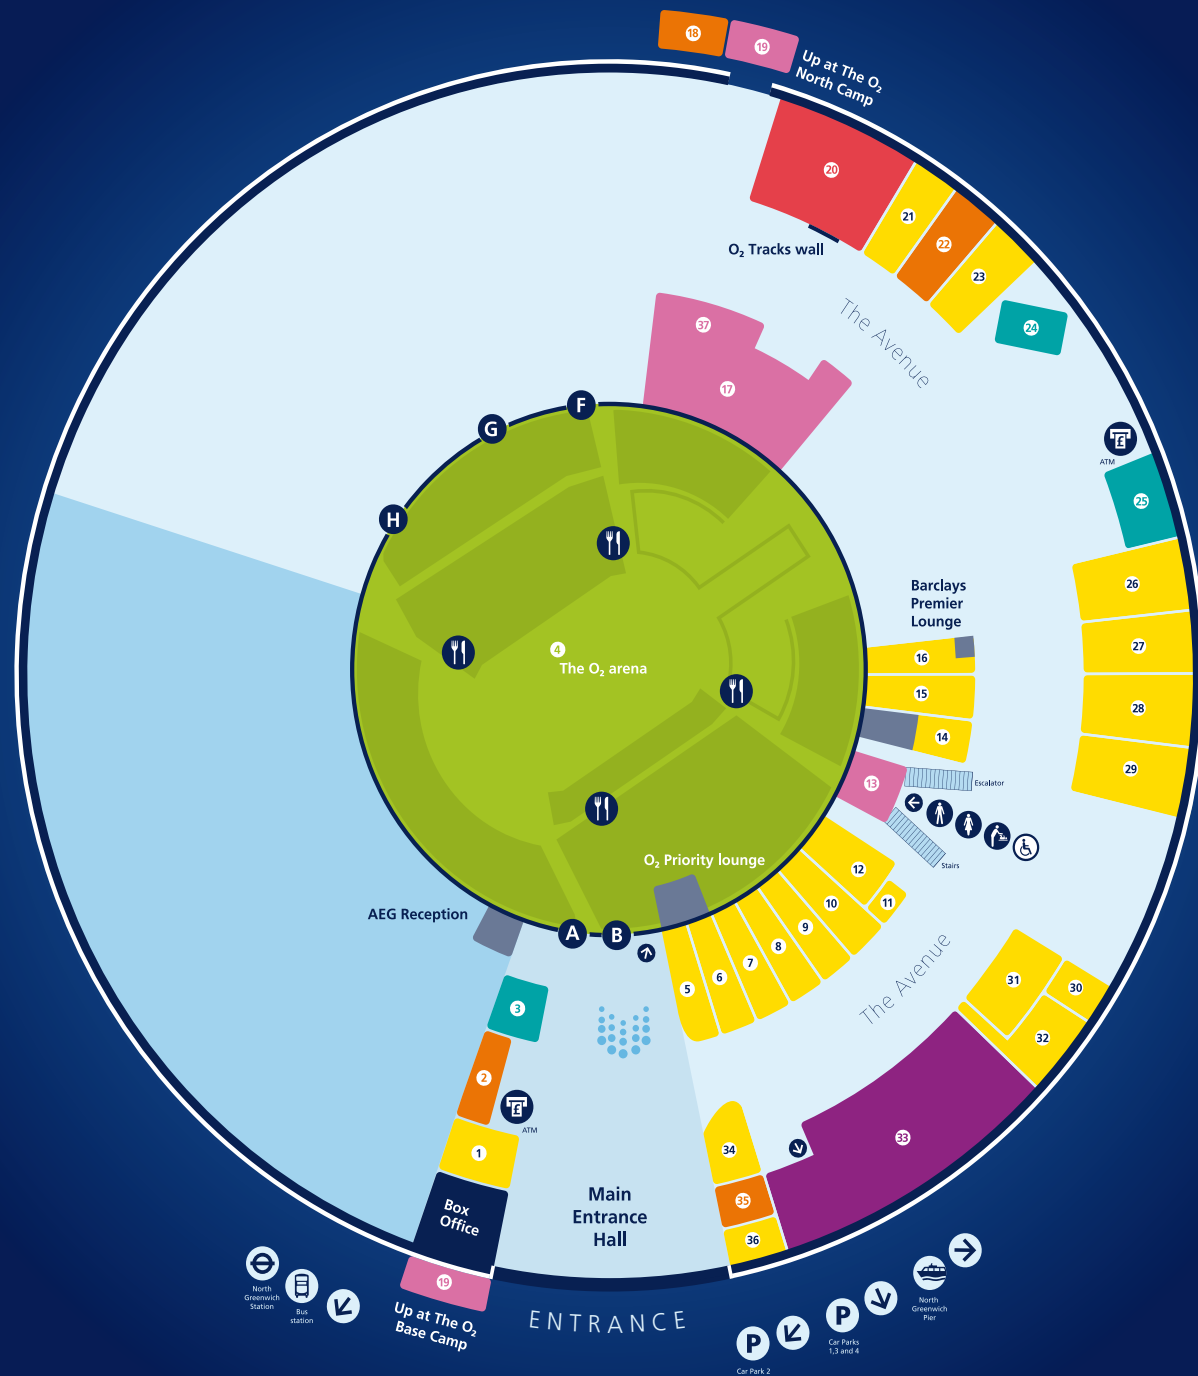 18
19
Up at The O₂
North Camp
20
21
22
23
24
O₂ Tracks wall
The Avenue
37
17
F
G
H
£
ATM
25
26
27
28
29
Barclays
Premier
Lounge
16
15
14
13
Escalator
Stairs
4
The O₂ arena
O₂ Priority lounge
12
11
10
9
8
7
6
5
AEG Reception
A
B
The Avenue
31
30
32
33
3
2
£
ATM
1
Box
Office
34
35
36
Main
Entrance
Hall
19
Up at The O₂
Base Camp
ENTRANCE
North
Greenwich
Station
Bus
station
P
Car Park 2
P
Car Parks
1,3 and 4
North
Greenwich
Pier